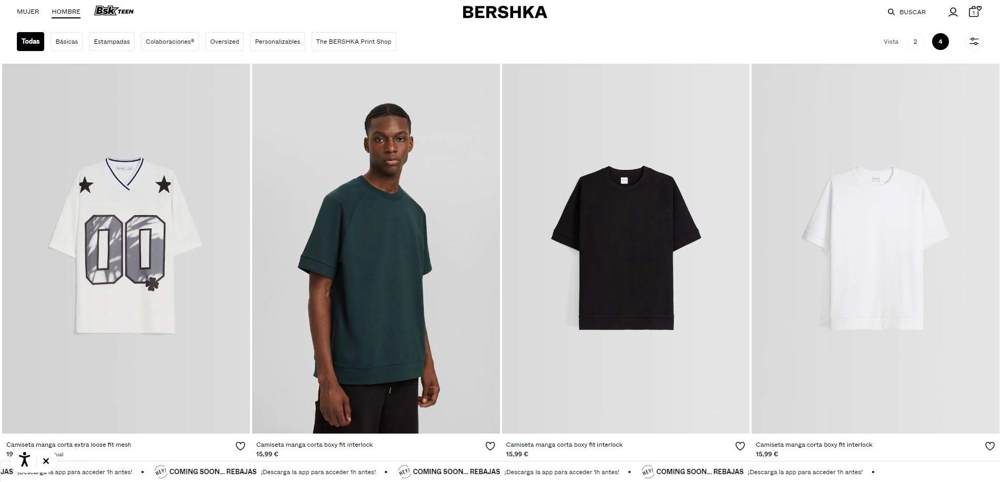 MUJER HOMBRE Bsk TEEN BERSHKA BUSCAR 1
Todas Básicas Estampadas Colaboraciones® Oversized Personalizables The BERSHKA Print Shop Vista 2 4
00
Camiseta manga corta extra loose fit mesh
19
tual
Camiseta manga corta boxy fit interlock
15,99 €
Camiseta manga corta boxy fit interlock
15,99 €
Camiseta manga corta boxy fit interlock
15,99 €
JAS ¡Descarga la app para acceder 1h antes! • HEY! COMING SOON... REBAJAS ¡Descarga la app para acceder 1h antes! • HEY! COMING SOON... REBAJAS ¡Descarga la app para acceder 1h antes! • HEY! COMING SOON... REBAJAS ¡Descarga la app para acceder 1h antes! •